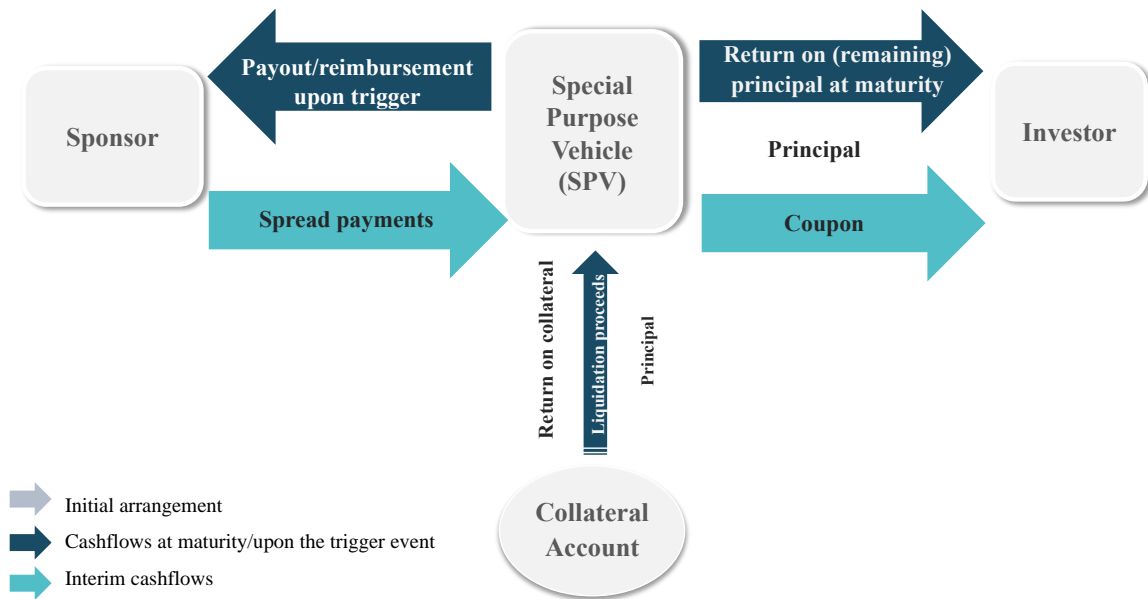 Payout/reimbursement
upon trigger
Return on (remaining)
principal at maturity
Special
Purpose
Vehicle
(SPV)
Sponsor
Investor
Principal
Spread payments
Coupon
Return on collateral
Liquidation proceeds
Principal
Collateral
Account
Initial arrangement
Cashflows at maturity/upon the trigger event
Interim cashflows